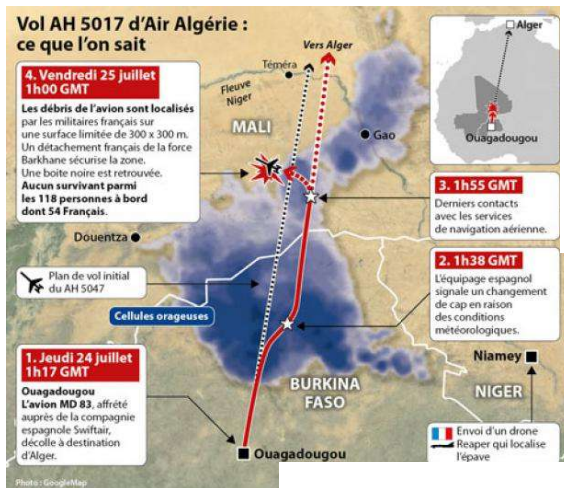 Vol AH 5017 d'Air Algérie :
ce que l'on sait
4. Vendredi 25 juillet
1h00 GMT
Les débris de l'avion sont localisés
par les militaires français sur
une surface limitée de 300 x 300 m.
Un détachement français de la force
Barkhane sécurise la zone.
Une boite noire est retrouvée.
Aucun survivant parmi
les 118 personnes à bord
dont 54 Français.
Vers Alger
Téméra
Fleuve
Niger
MALI
Gao
Alger
Ouagadougou
3. 1h55 GMT
Derniers contacts
avec les services
de navigation aérienne.
Douentza
Plan de vol initial
du AH 5047
Cellules orageuses
2. 1h38 GMT
L'équipage espagnol
signale un changement
de cap en raison
des conditions
météorologiques.
1. Jeudi 24 juillet
1h17 GMT
Ouagadougou
L'avion MD 83, affrété
auprès de la compagnie
espagnole Swiftair,
décolle à destination
d'Alger.
BURKINA
FASO
Niamey
NIGER
Ouagadougou
Envoi d'un drone
Reaper qui localise
l'épave
Photo : GoogleMap